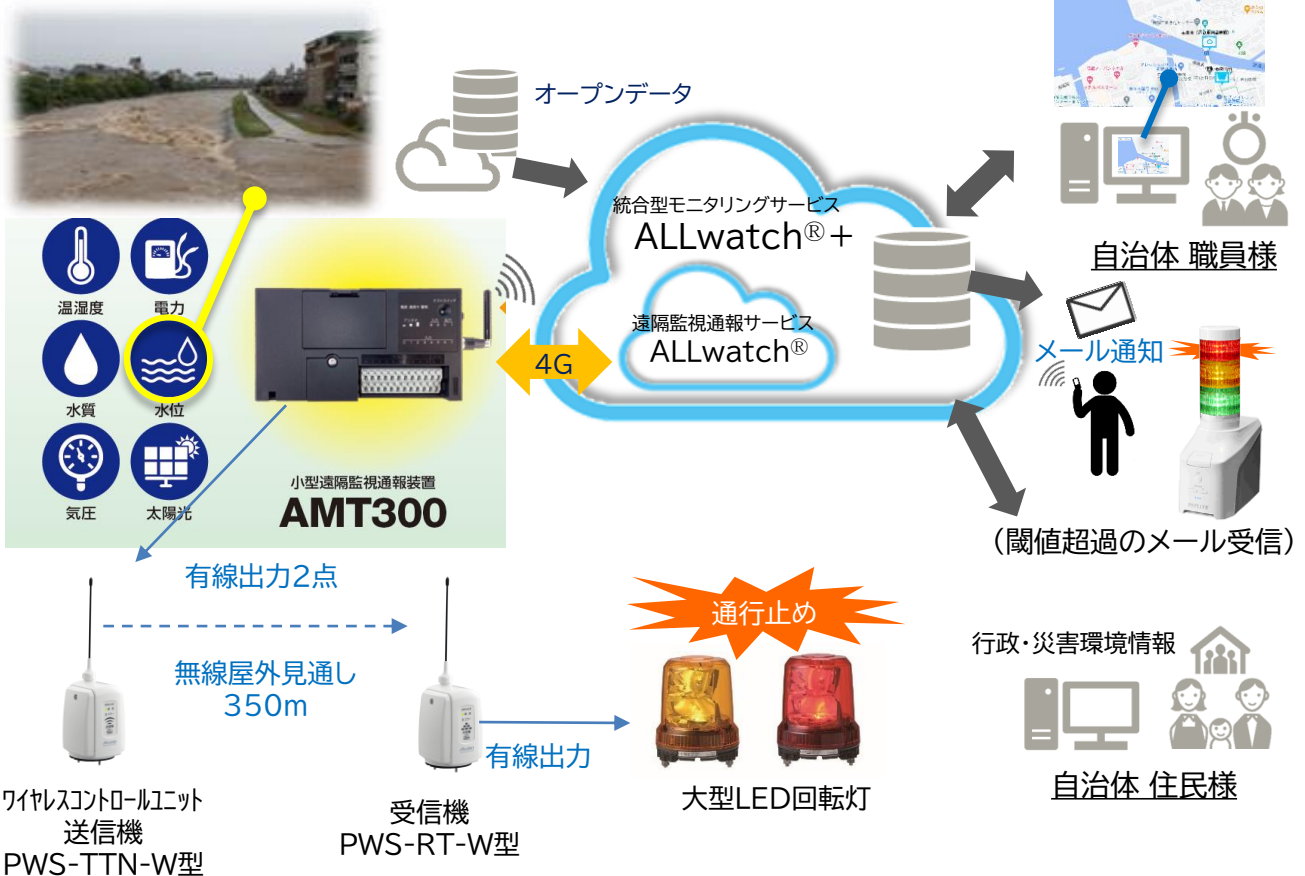 オープンデータ
統合型モニタリングサービス
ALLwatch®+
遠隔監視通報サービス
ALLwatch®
4G
自治体 職員様
メール通知
(閾値超過のメール受信)
温湿度
電力
水質
水位
気圧
太陽光
小型遠隔監視通報装置
AMT300
有線出力2点
無線屋外見通し
350m
ワイヤレスコントロールユニット
送信機
PWS-TTN-W型
受信機
PWS-RT-W型
有線出力
通行止め
大型LED回転灯
行政・災害環境情報
自治体 住民様